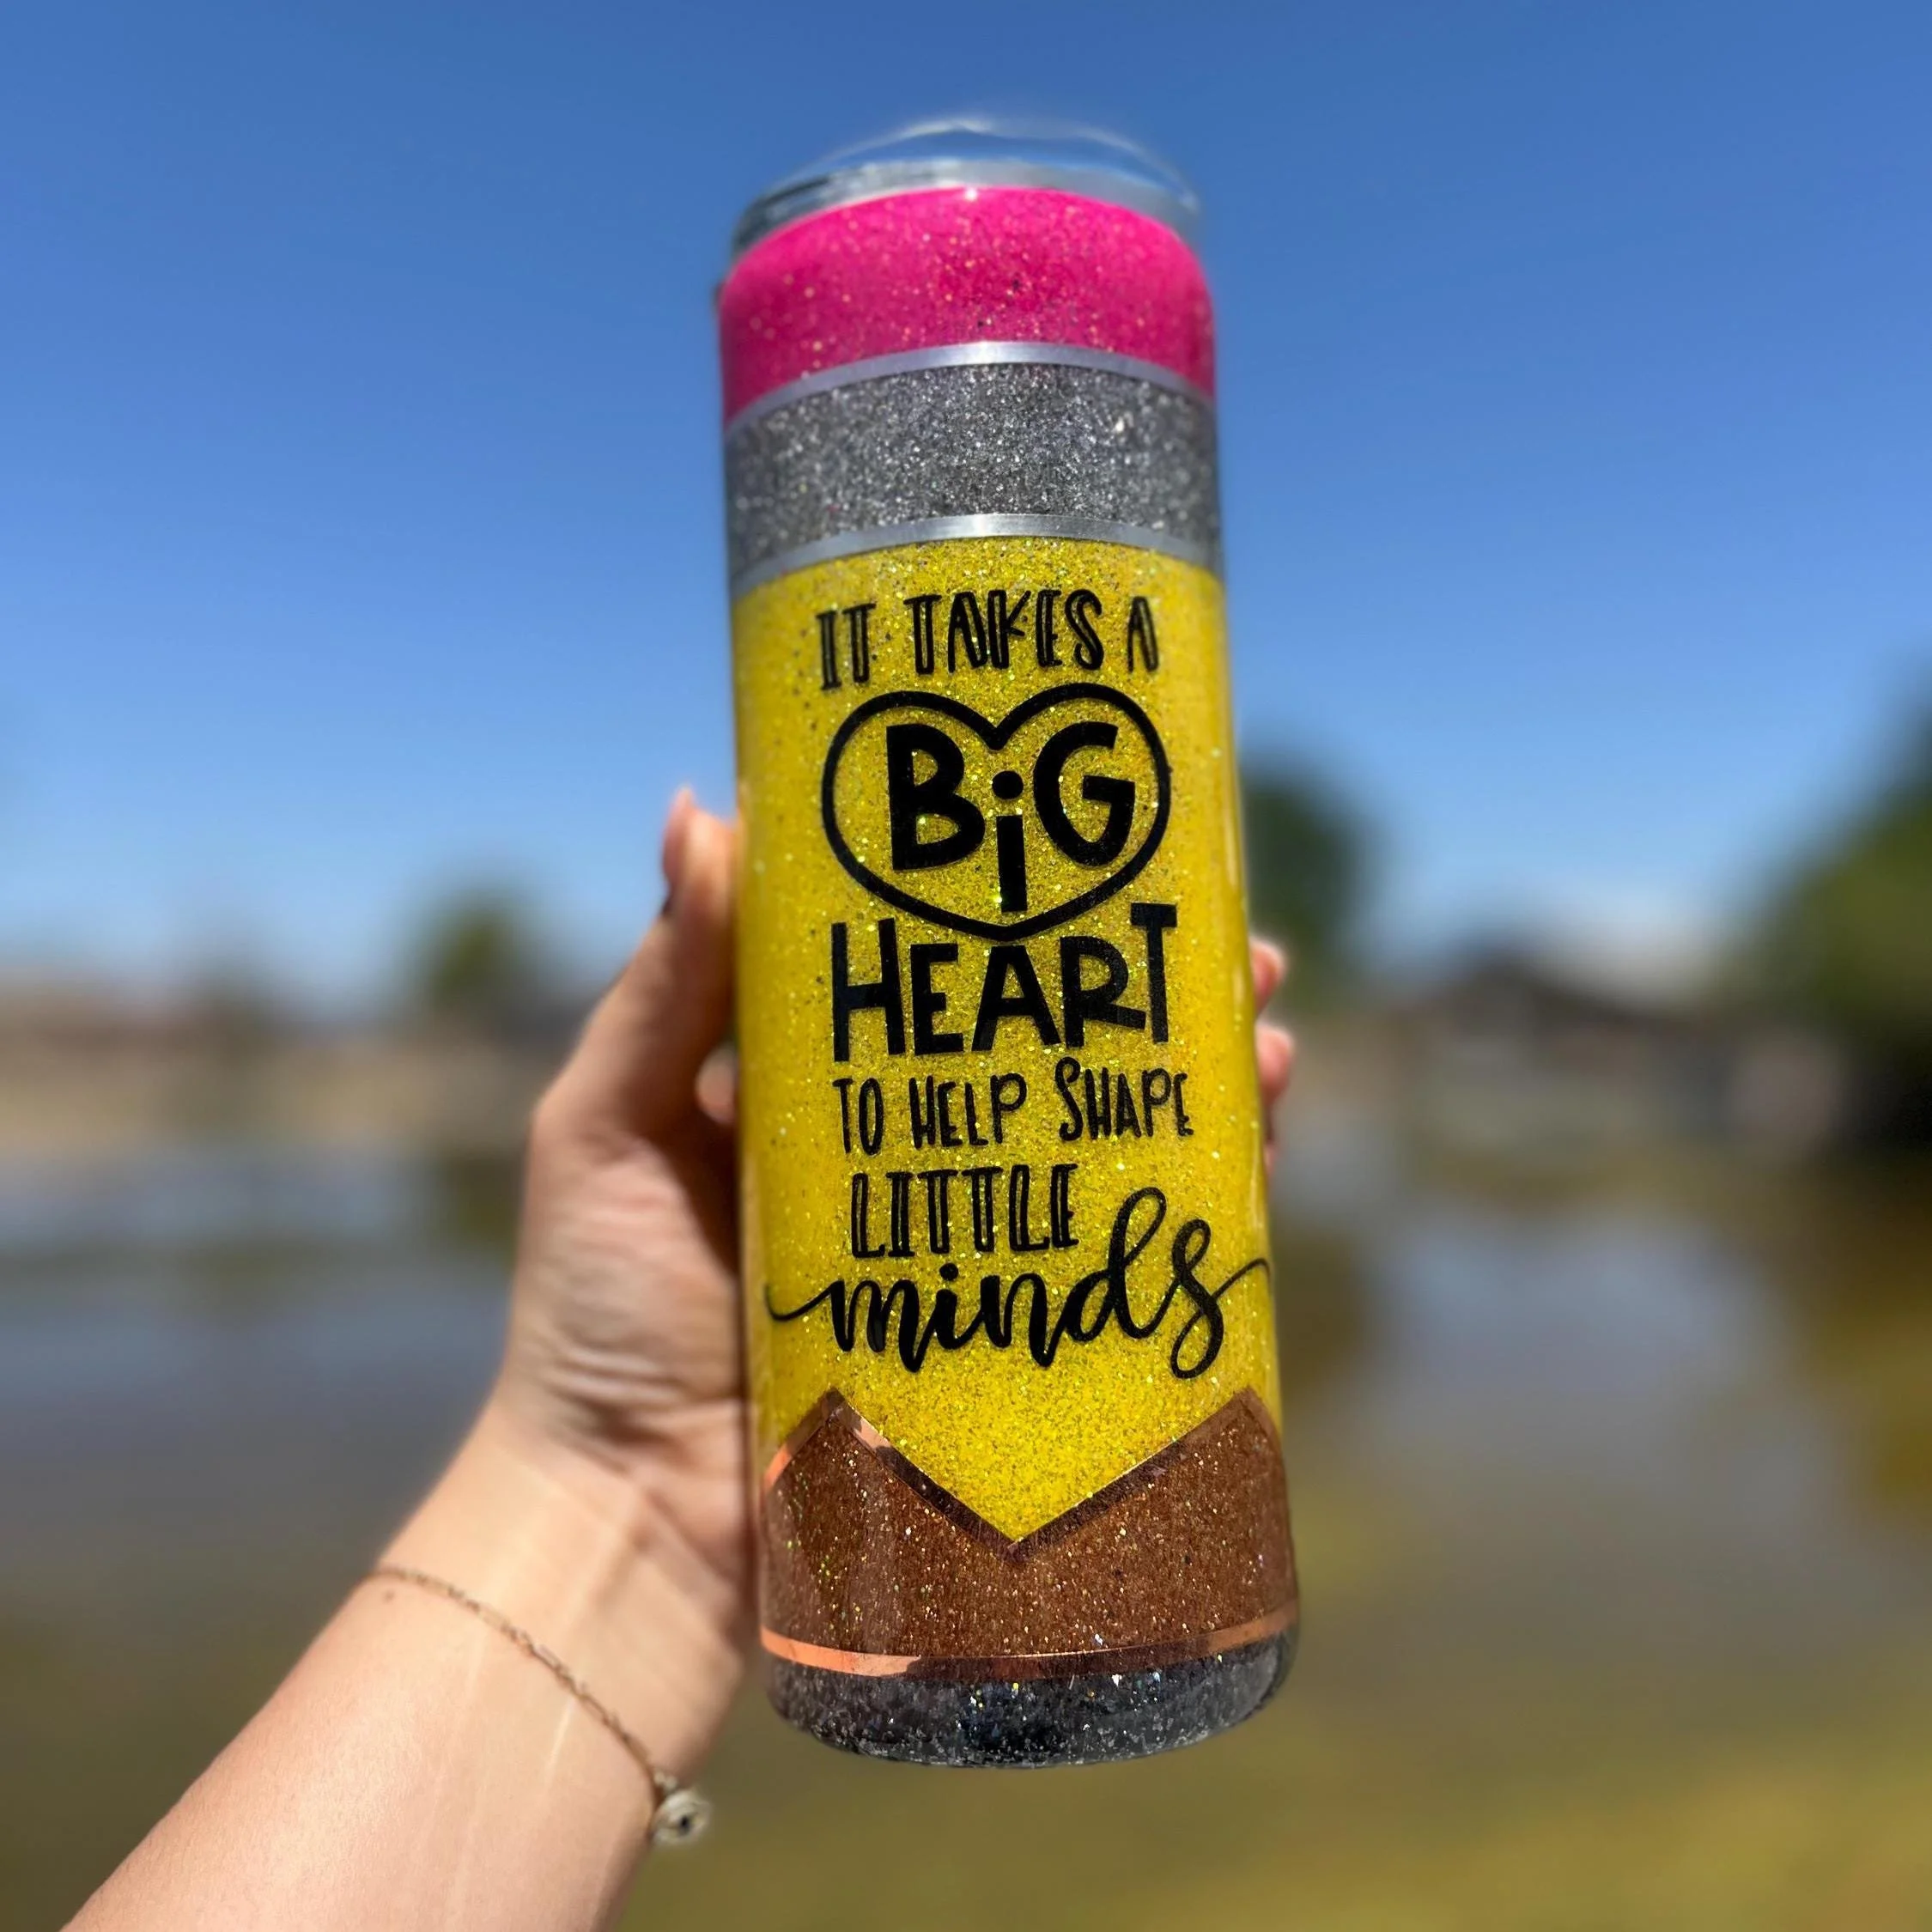 IT TAKES A
BiG
HEART
TO HELP SHAPE
LITTLE
minds